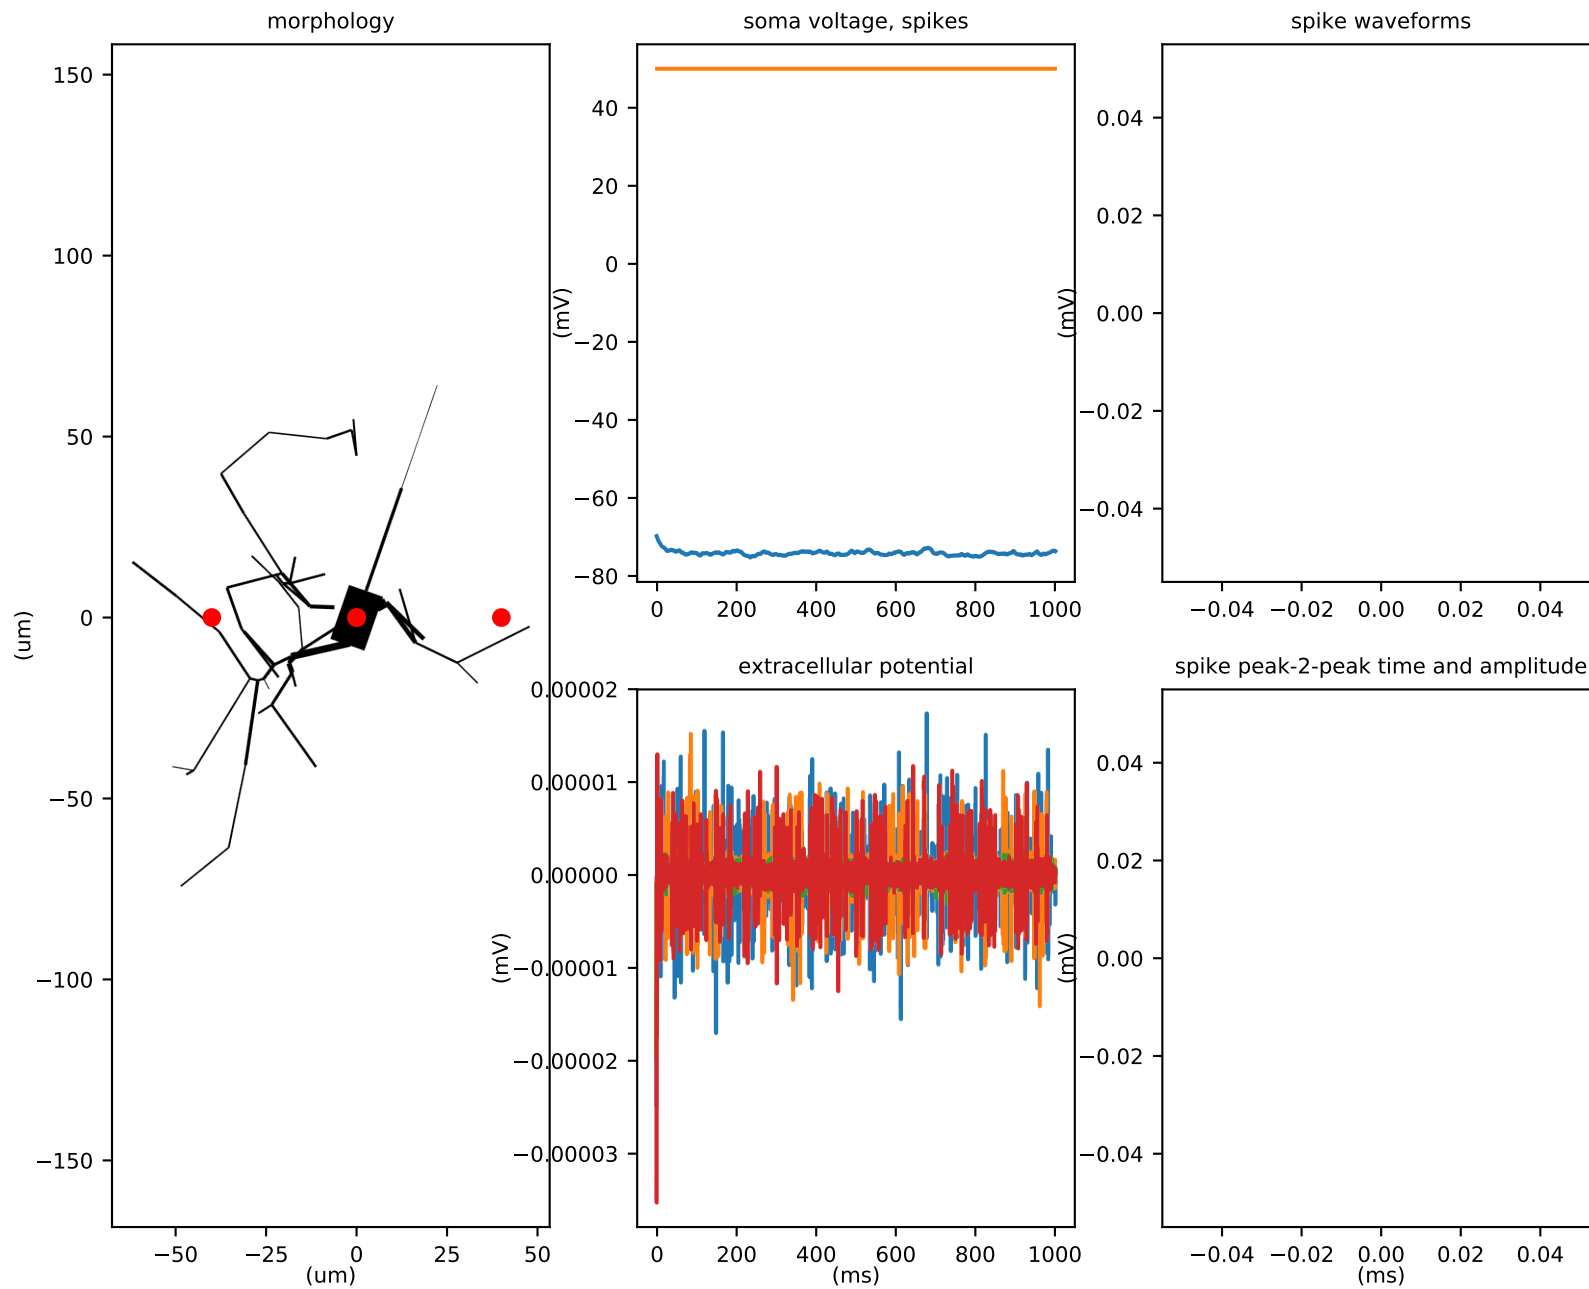 morphology
150
100
50
0
−50
−100
−150
(um)
−50 −25 0 25 50
(um)
soma voltage, spikes
40
20
0
−20
−40
−60
−80
(mV)
0 200 400 600 800 1000
spike waveforms
0.04
0.02
0.00
−0.02
−0.04
(mV)
−0.04 −0.02 0.00 0.02 0.04
extracellular potential
0.00002
0.00001
0.00000
−0.00001
−0.00002
−0.00003
(mV)
0 200 400 600 800 1000
(ms)
spike peak-2-peak time and amplitude
0.04
0.02
0.00
−0.02
−0.04
(mV)
−0.04 −0.02 0.00 0.02 0.04
(ms)